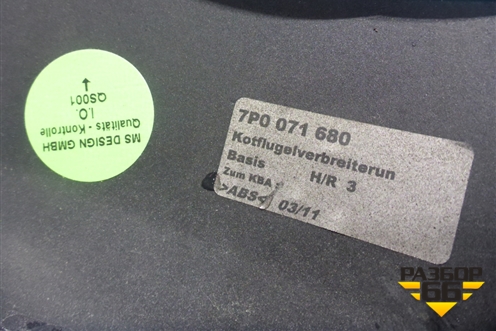 MS DESIGN GMBH
Qualitäts - Kontrolle
I.O.
QS001
7P0 071 680
Kotflugelverbreiterun
Basis H/R 3
Zum KBA :
>ABS< 03/11
РАЗБОР
66